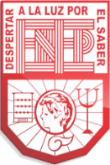 DESPERTAR A LA LUZ POR EL SABER
ENP